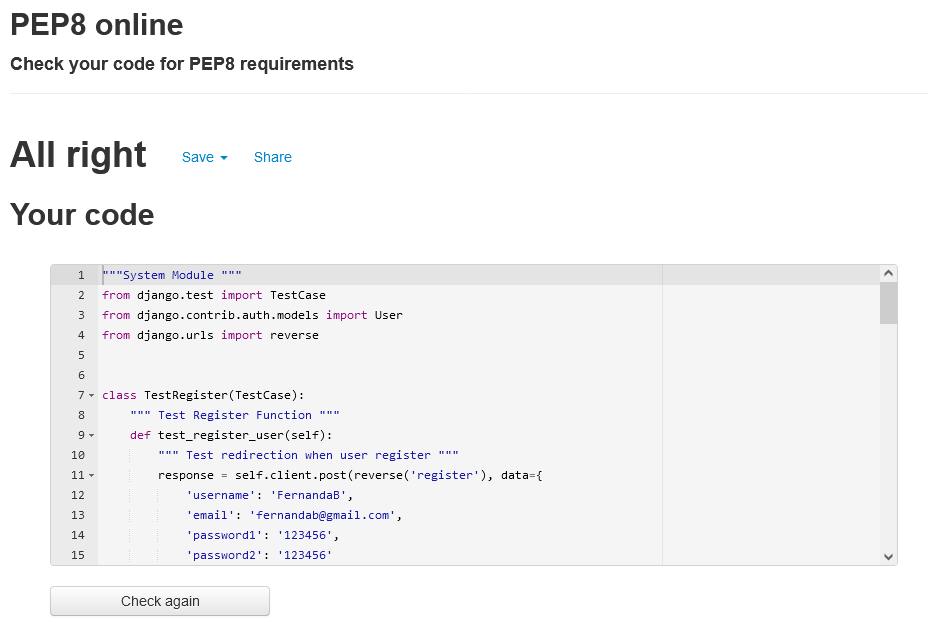 PEP8 online
Check your code for PEP8 requirements
All right Save Share
Your code
1 """System Module """
2 from django.test import TestCase
3 from django.contrib.auth.models import User
4 from django.urls import reverse
5
6
7 class TestRegister(TestCase):
8     """ Test Register Function """
9     def test_register_user(self):
10         """ Test redirection when user register """
11         response = self.client.post(reverse('register'), data={
12             'username': 'FernandaB',
13             'email': 'fernandab@gmail.com',
14             'password1': '123456',
15             'password2': '123456'
Check again